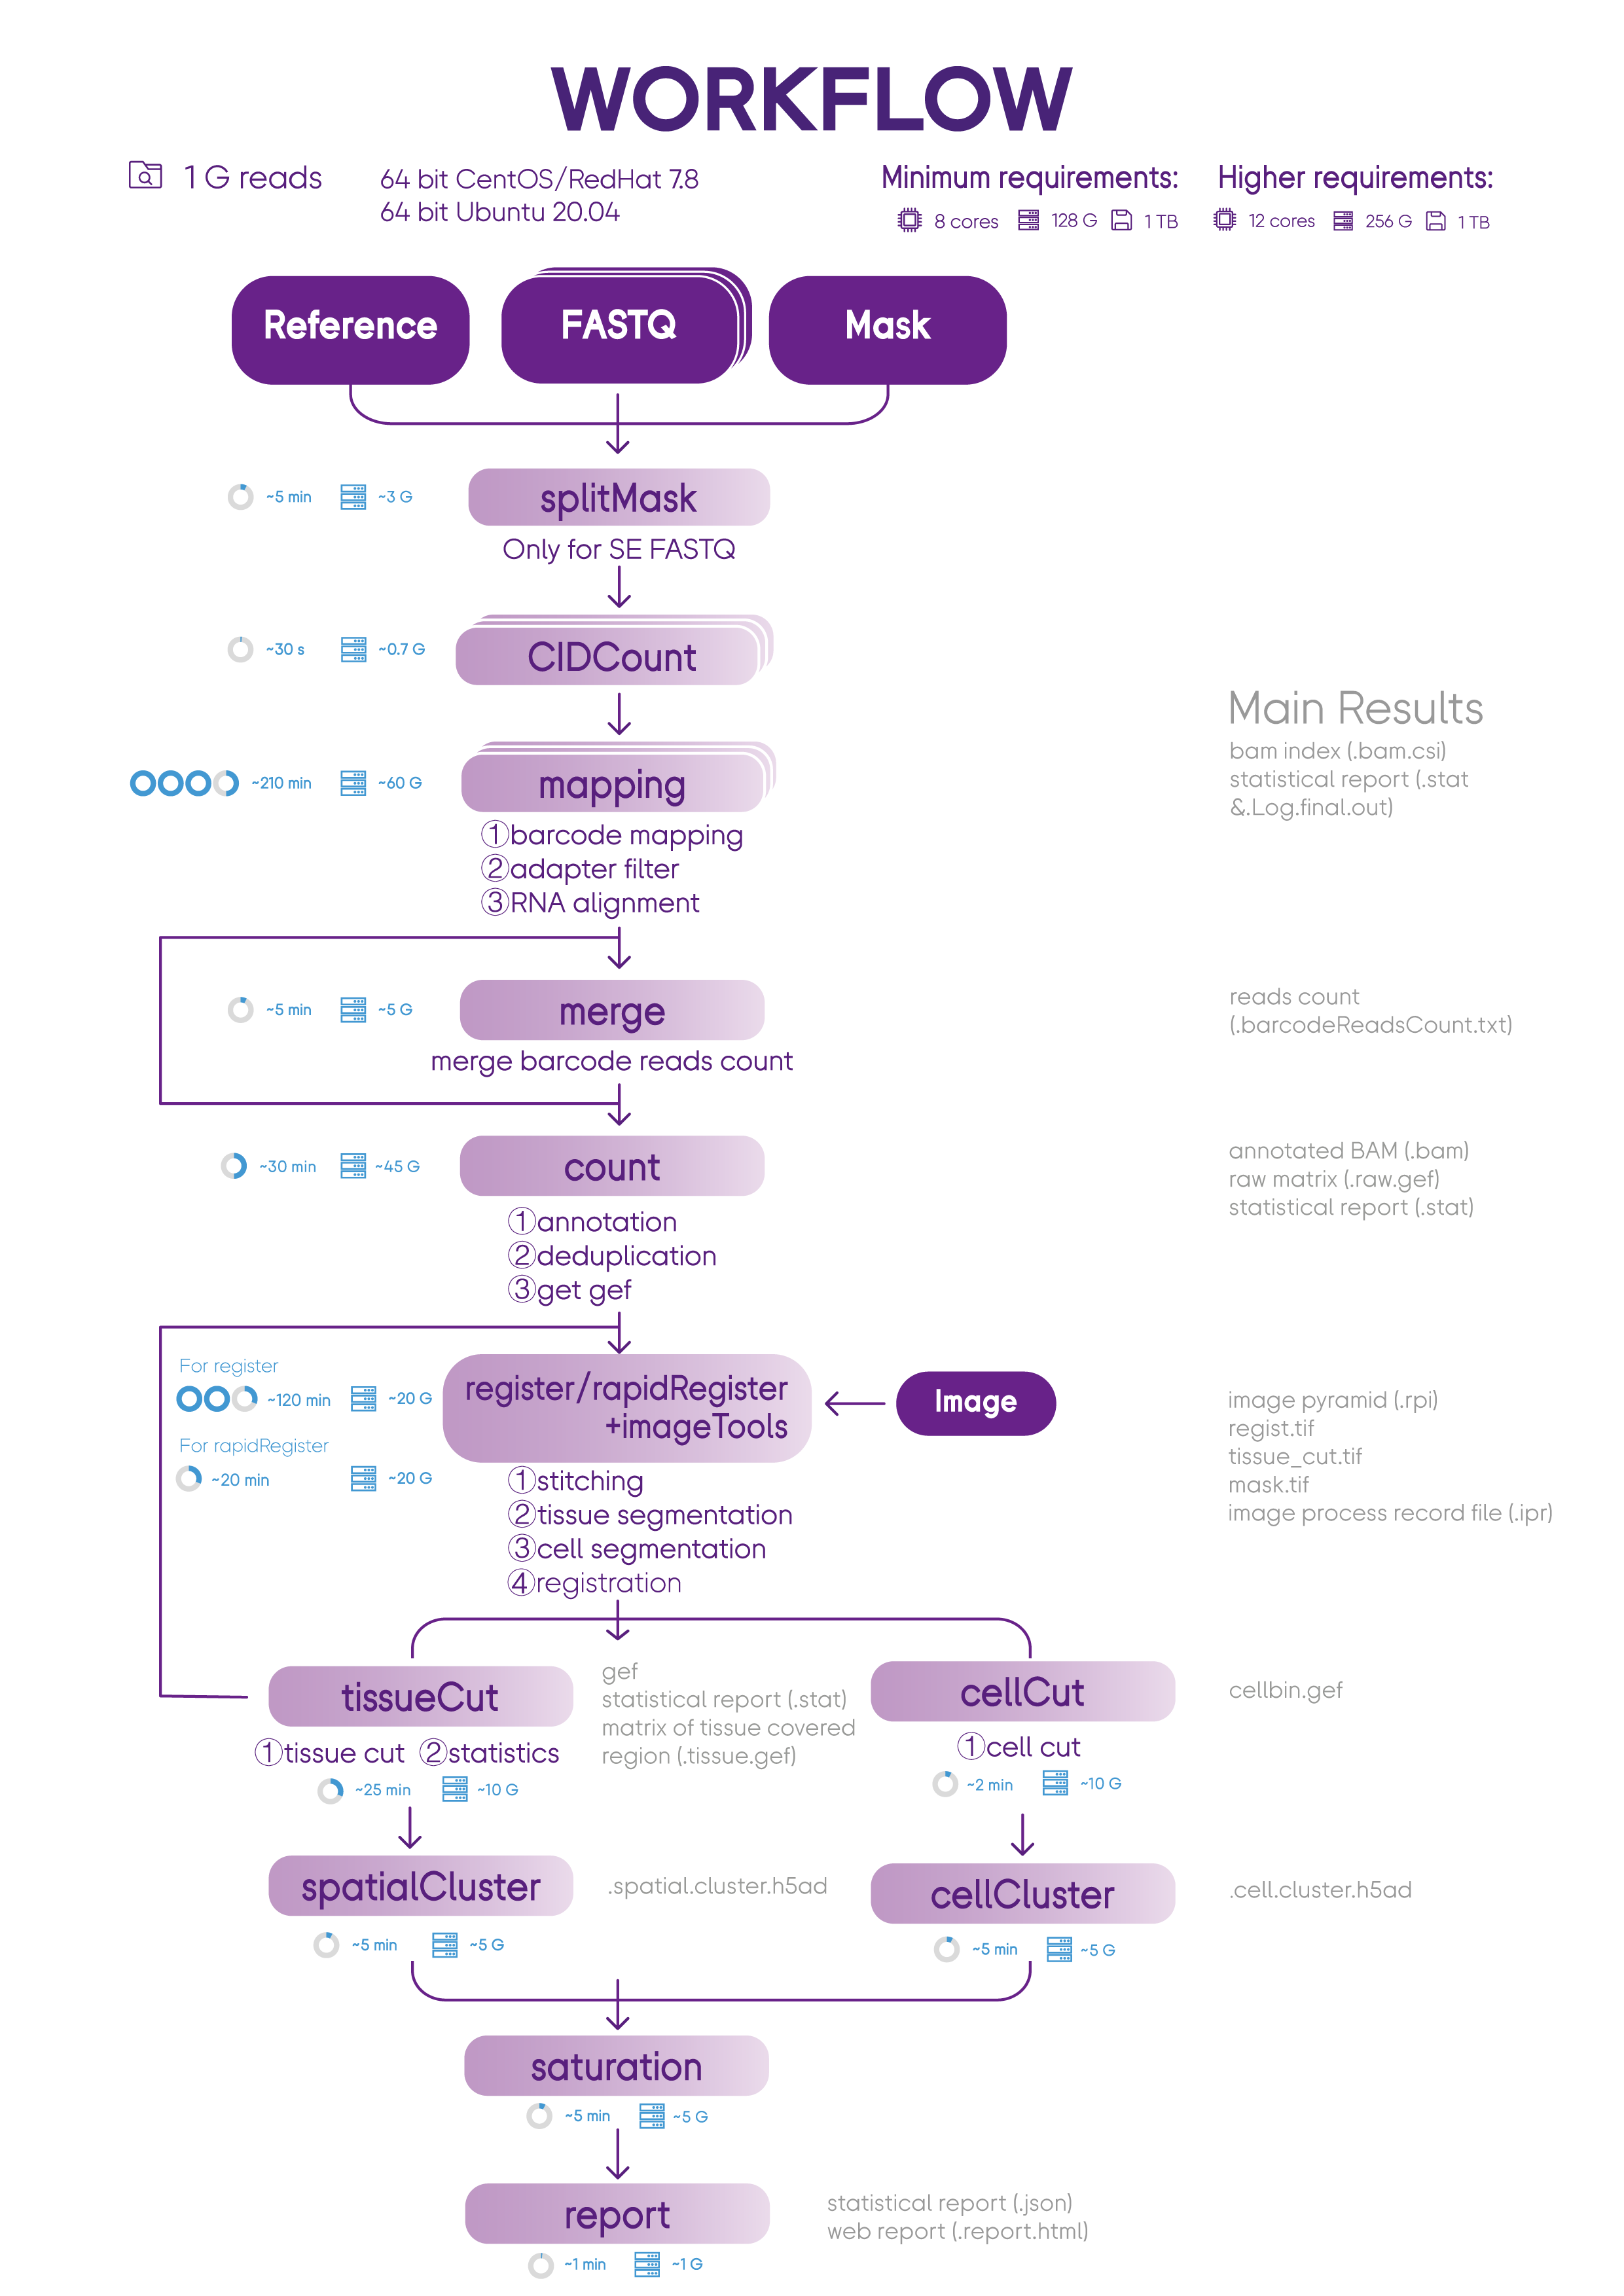 WORKFLOW
1 G reads
64 bit CentOS/RedHat 7.8
64 bit Ubuntu 20.04
Minimum requirements:
8 cores 128 G 1 TB
Higher requirements:
12 cores 256 G 1 TB
Reference
FASTQ
Mask
~5 min ~3 G
splitMask
Only for SE FASTQ
~30 s ~0.7 G
CIDCount
~210 min ~60 G
mapping
①barcode mapping
②adapter filter
③RNA alignment
Main Results
bam index (.bam.csi)
statistical report (.stat
&.Log.final.out)
~5 min ~5 G
merge
merge barcode reads count
reads count
(.barcodeReadsCount.txt)
~30 min ~45 G
count
①annotation
②deduplication
③get gef
annotated BAM (.bam)
raw matrix (.raw.gef)
statistical report (.stat)
For register
~120 min ~20 G
For rapidRegister
~20 min ~20 G
register/rapidRegister
+imageTools
Image
①stitching
②tissue segmentation
③cell segmentation
④registration
image pyramid (.rpi)
regist.tif
tissue_cut.tif
mask.tif
image process record file (.ipr)
tissueCut
①tissue cut ②statistics
~25 min ~10 G
gef
statistical report (.stat)
matrix of tissue covered
region (.tissue.gef)
cellCut
①cell cut
~2 min ~10 G
cellbin.gef
spatialCluster
~5 min ~5 G
.spatial.cluster.h5ad
cellCluster
~5 min ~5 G
.cell.cluster.h5ad
saturation
~5 min ~5 G
report
~1 min ~1 G
statistical report (.json)
web report (.report.html)